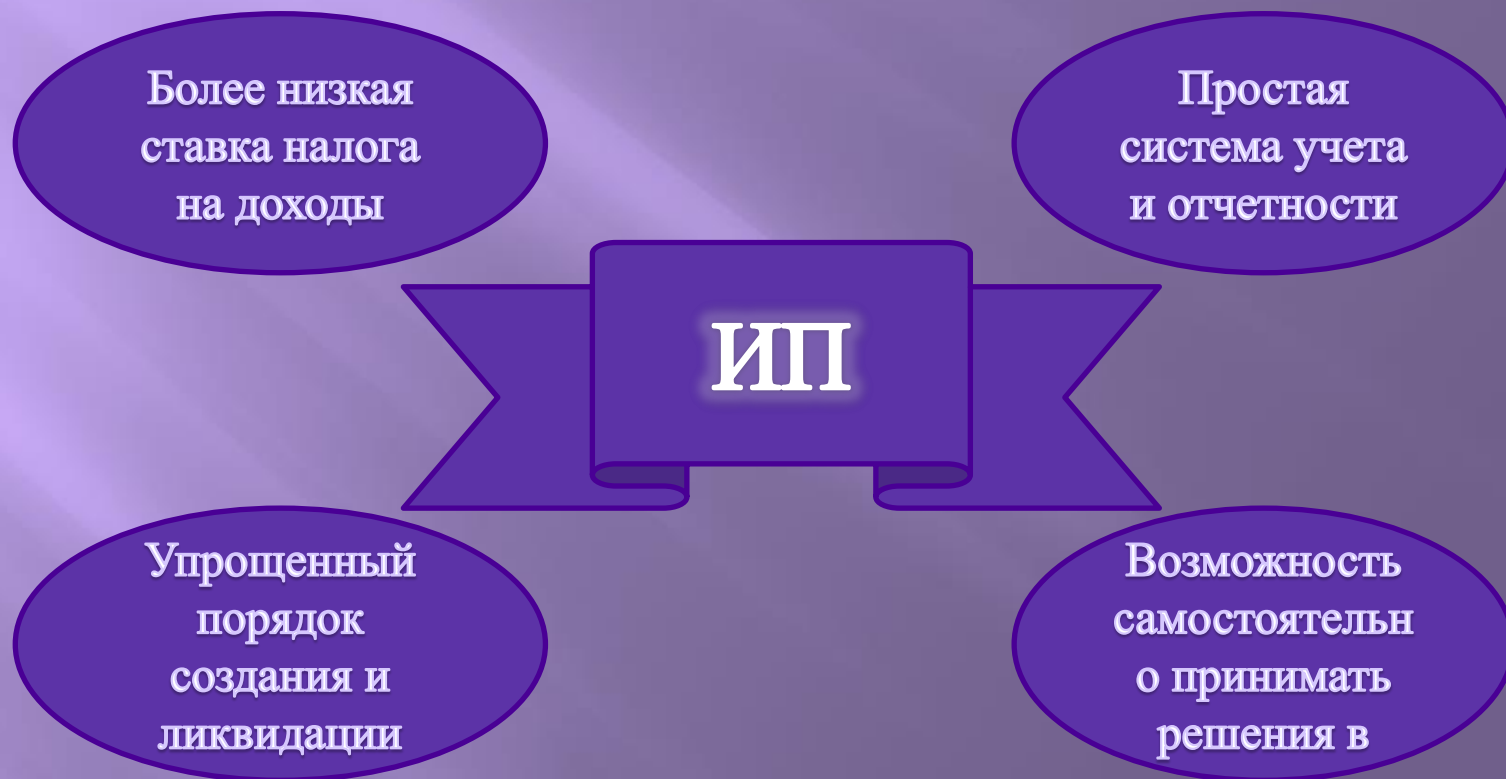 Более низкая
ставка налога
на доходы
Простая
система учета
и отчетности
ИП
Упрощенный
порядок
создания и
ликвидации
Возможность
самостоятельн
о принимать
решения в